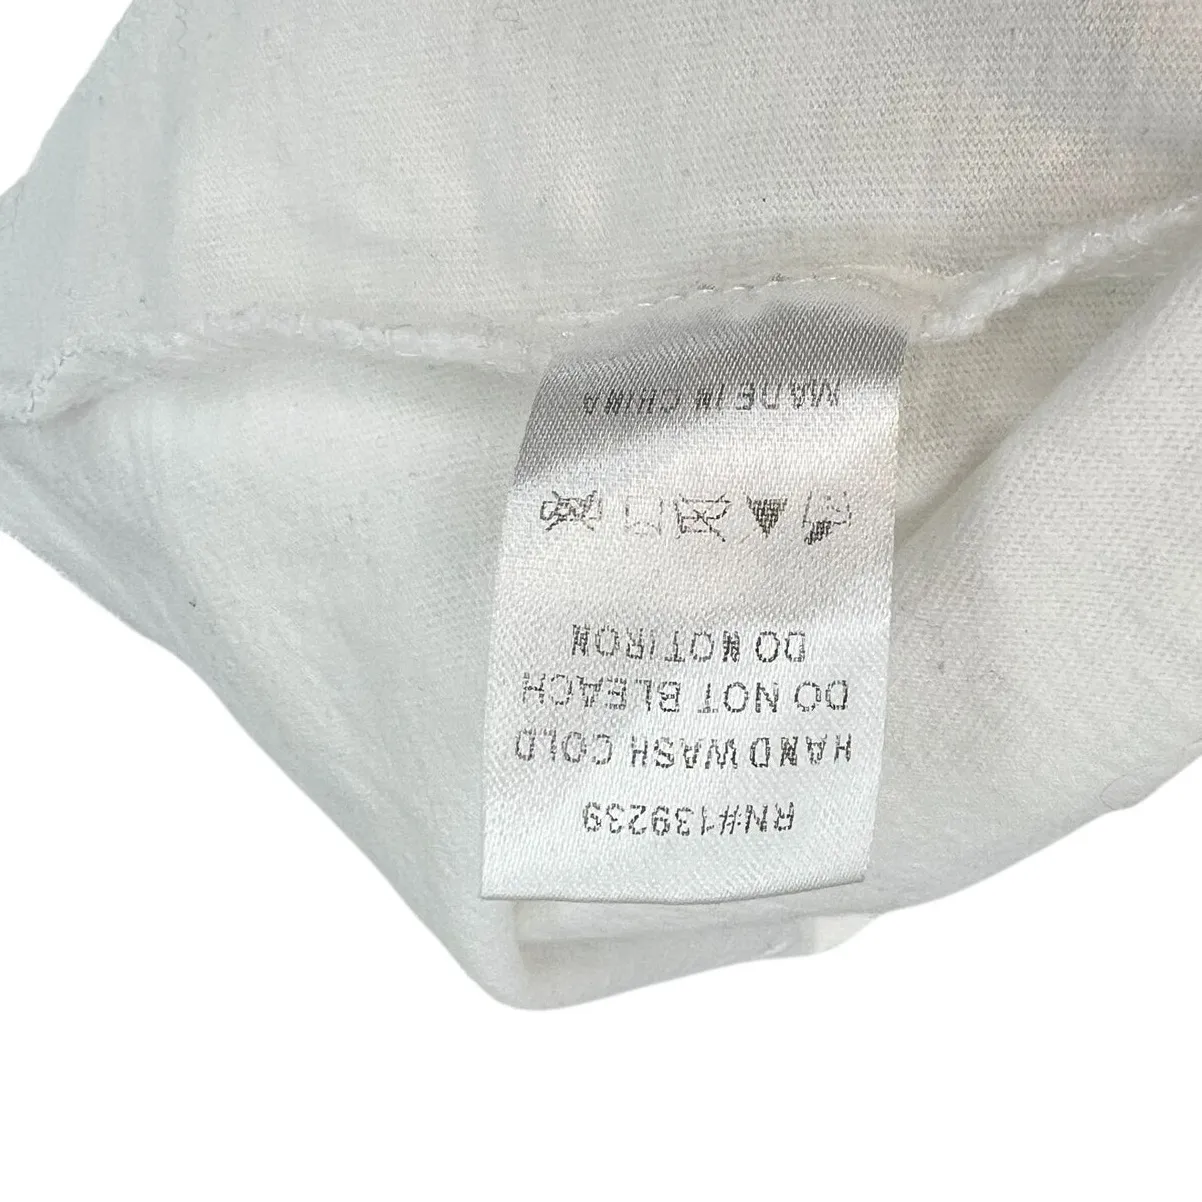 RN#139239
HAND WASH COLD
DO NOT BLEACH
DO NOT IRON
MADE IN CHINA